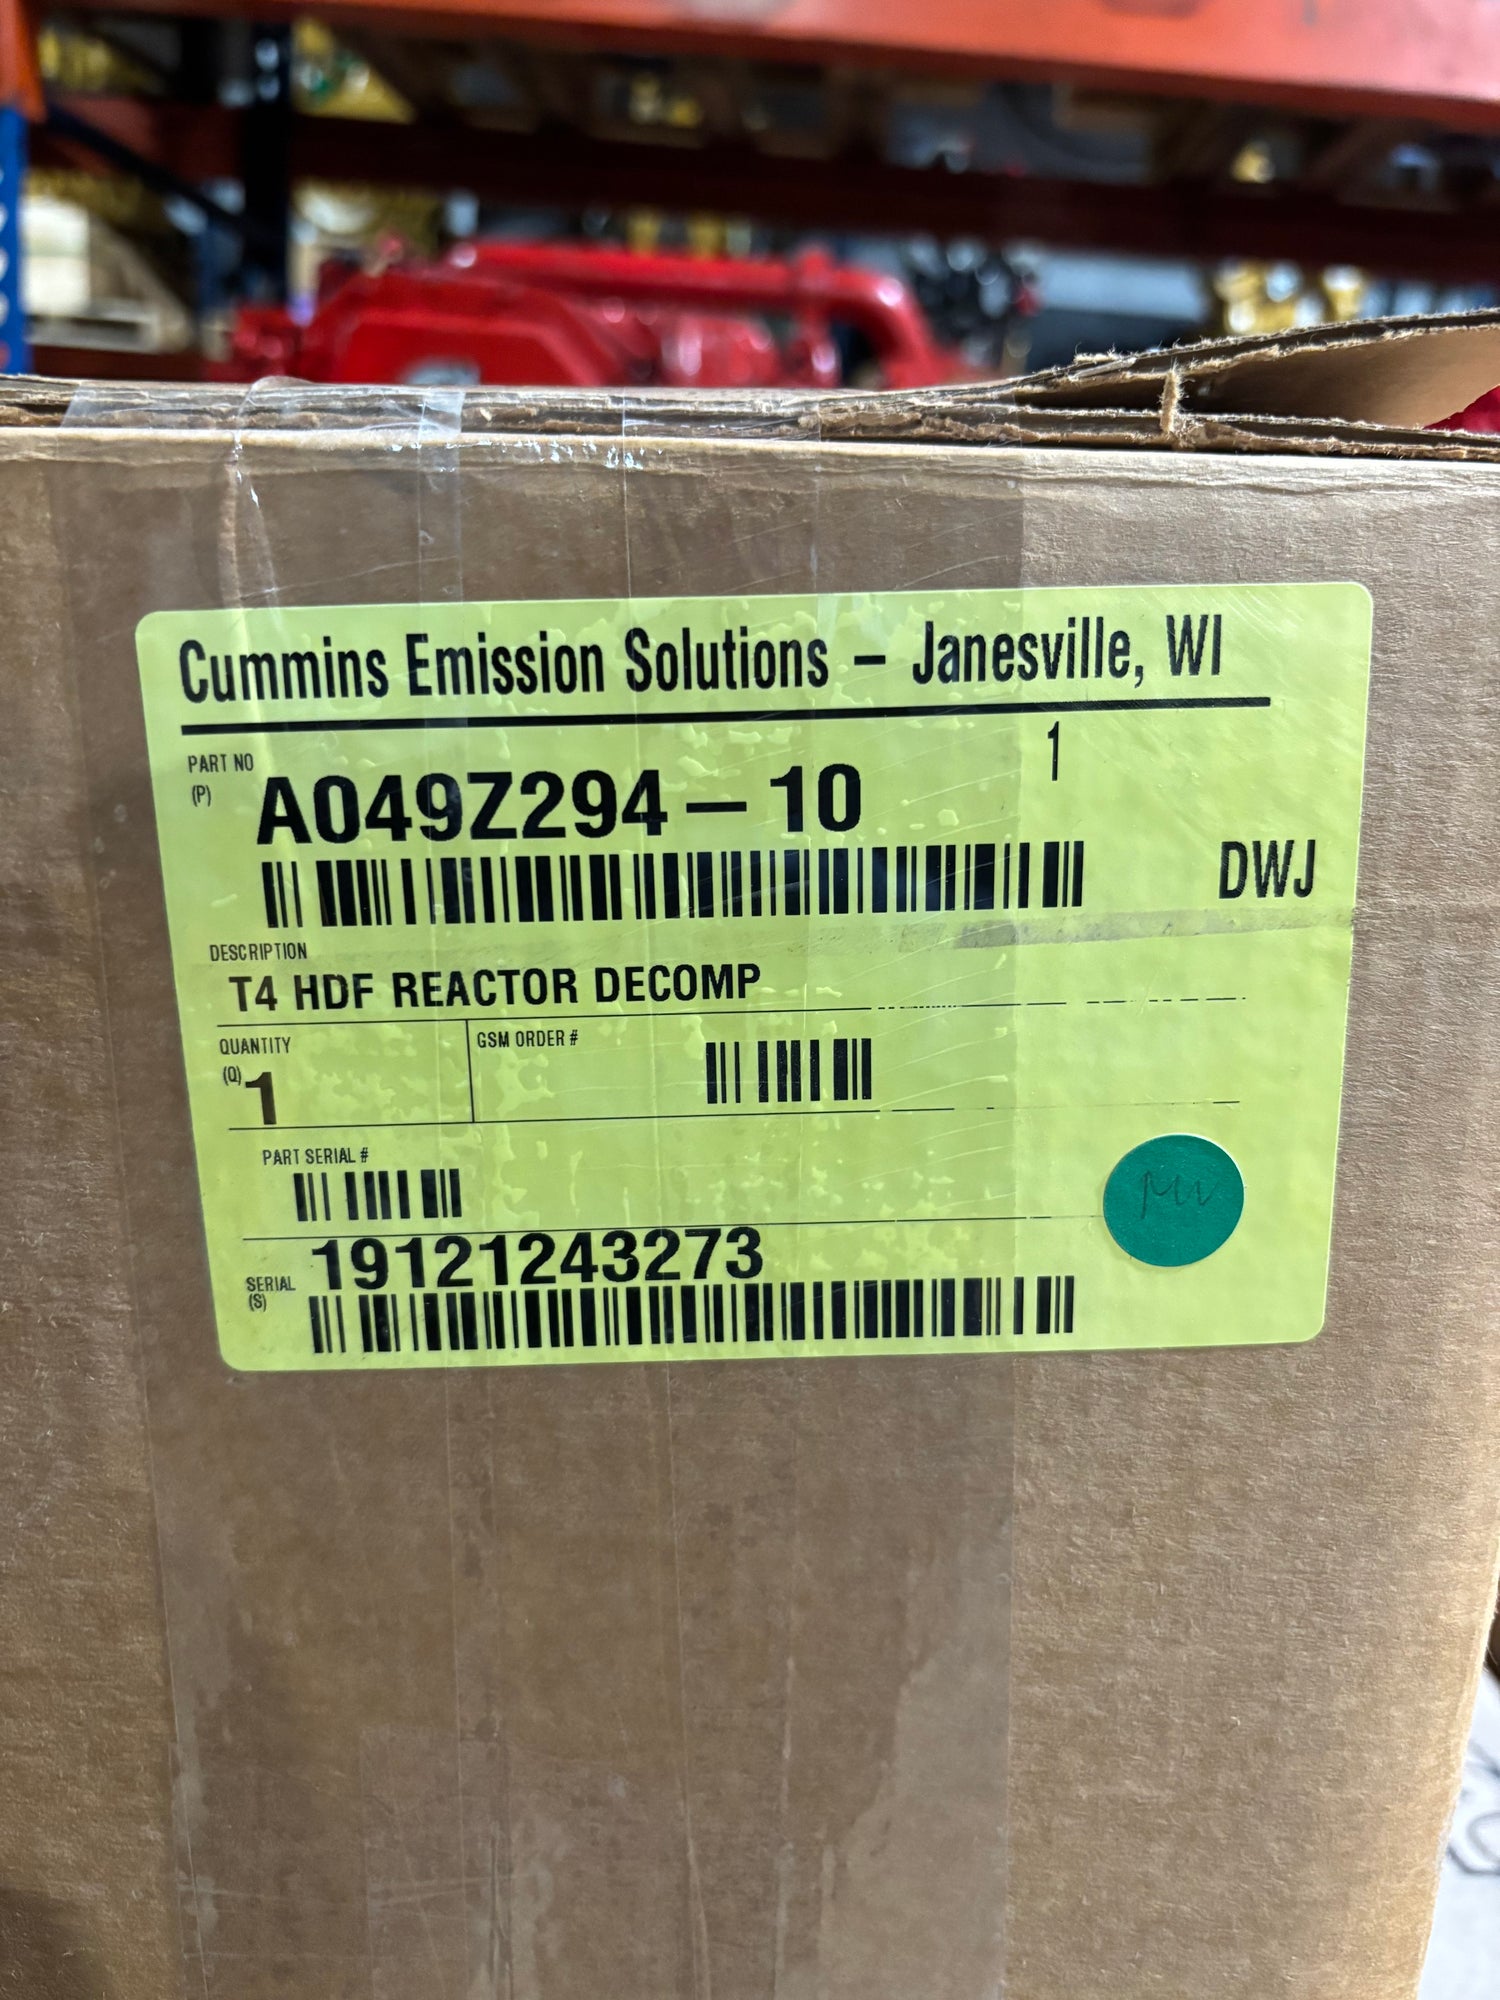 Cummins Emission Solutions – Janesville, WI
PART NO
(P)
A049Z294–10
1
DWJ
DESCRIPTION
T4 HDF REACTOR DECOMP
QUANTITY
(Q)
1
GSM ORDER #
PART SERIAL #
SERIAL
(S)
19121243273